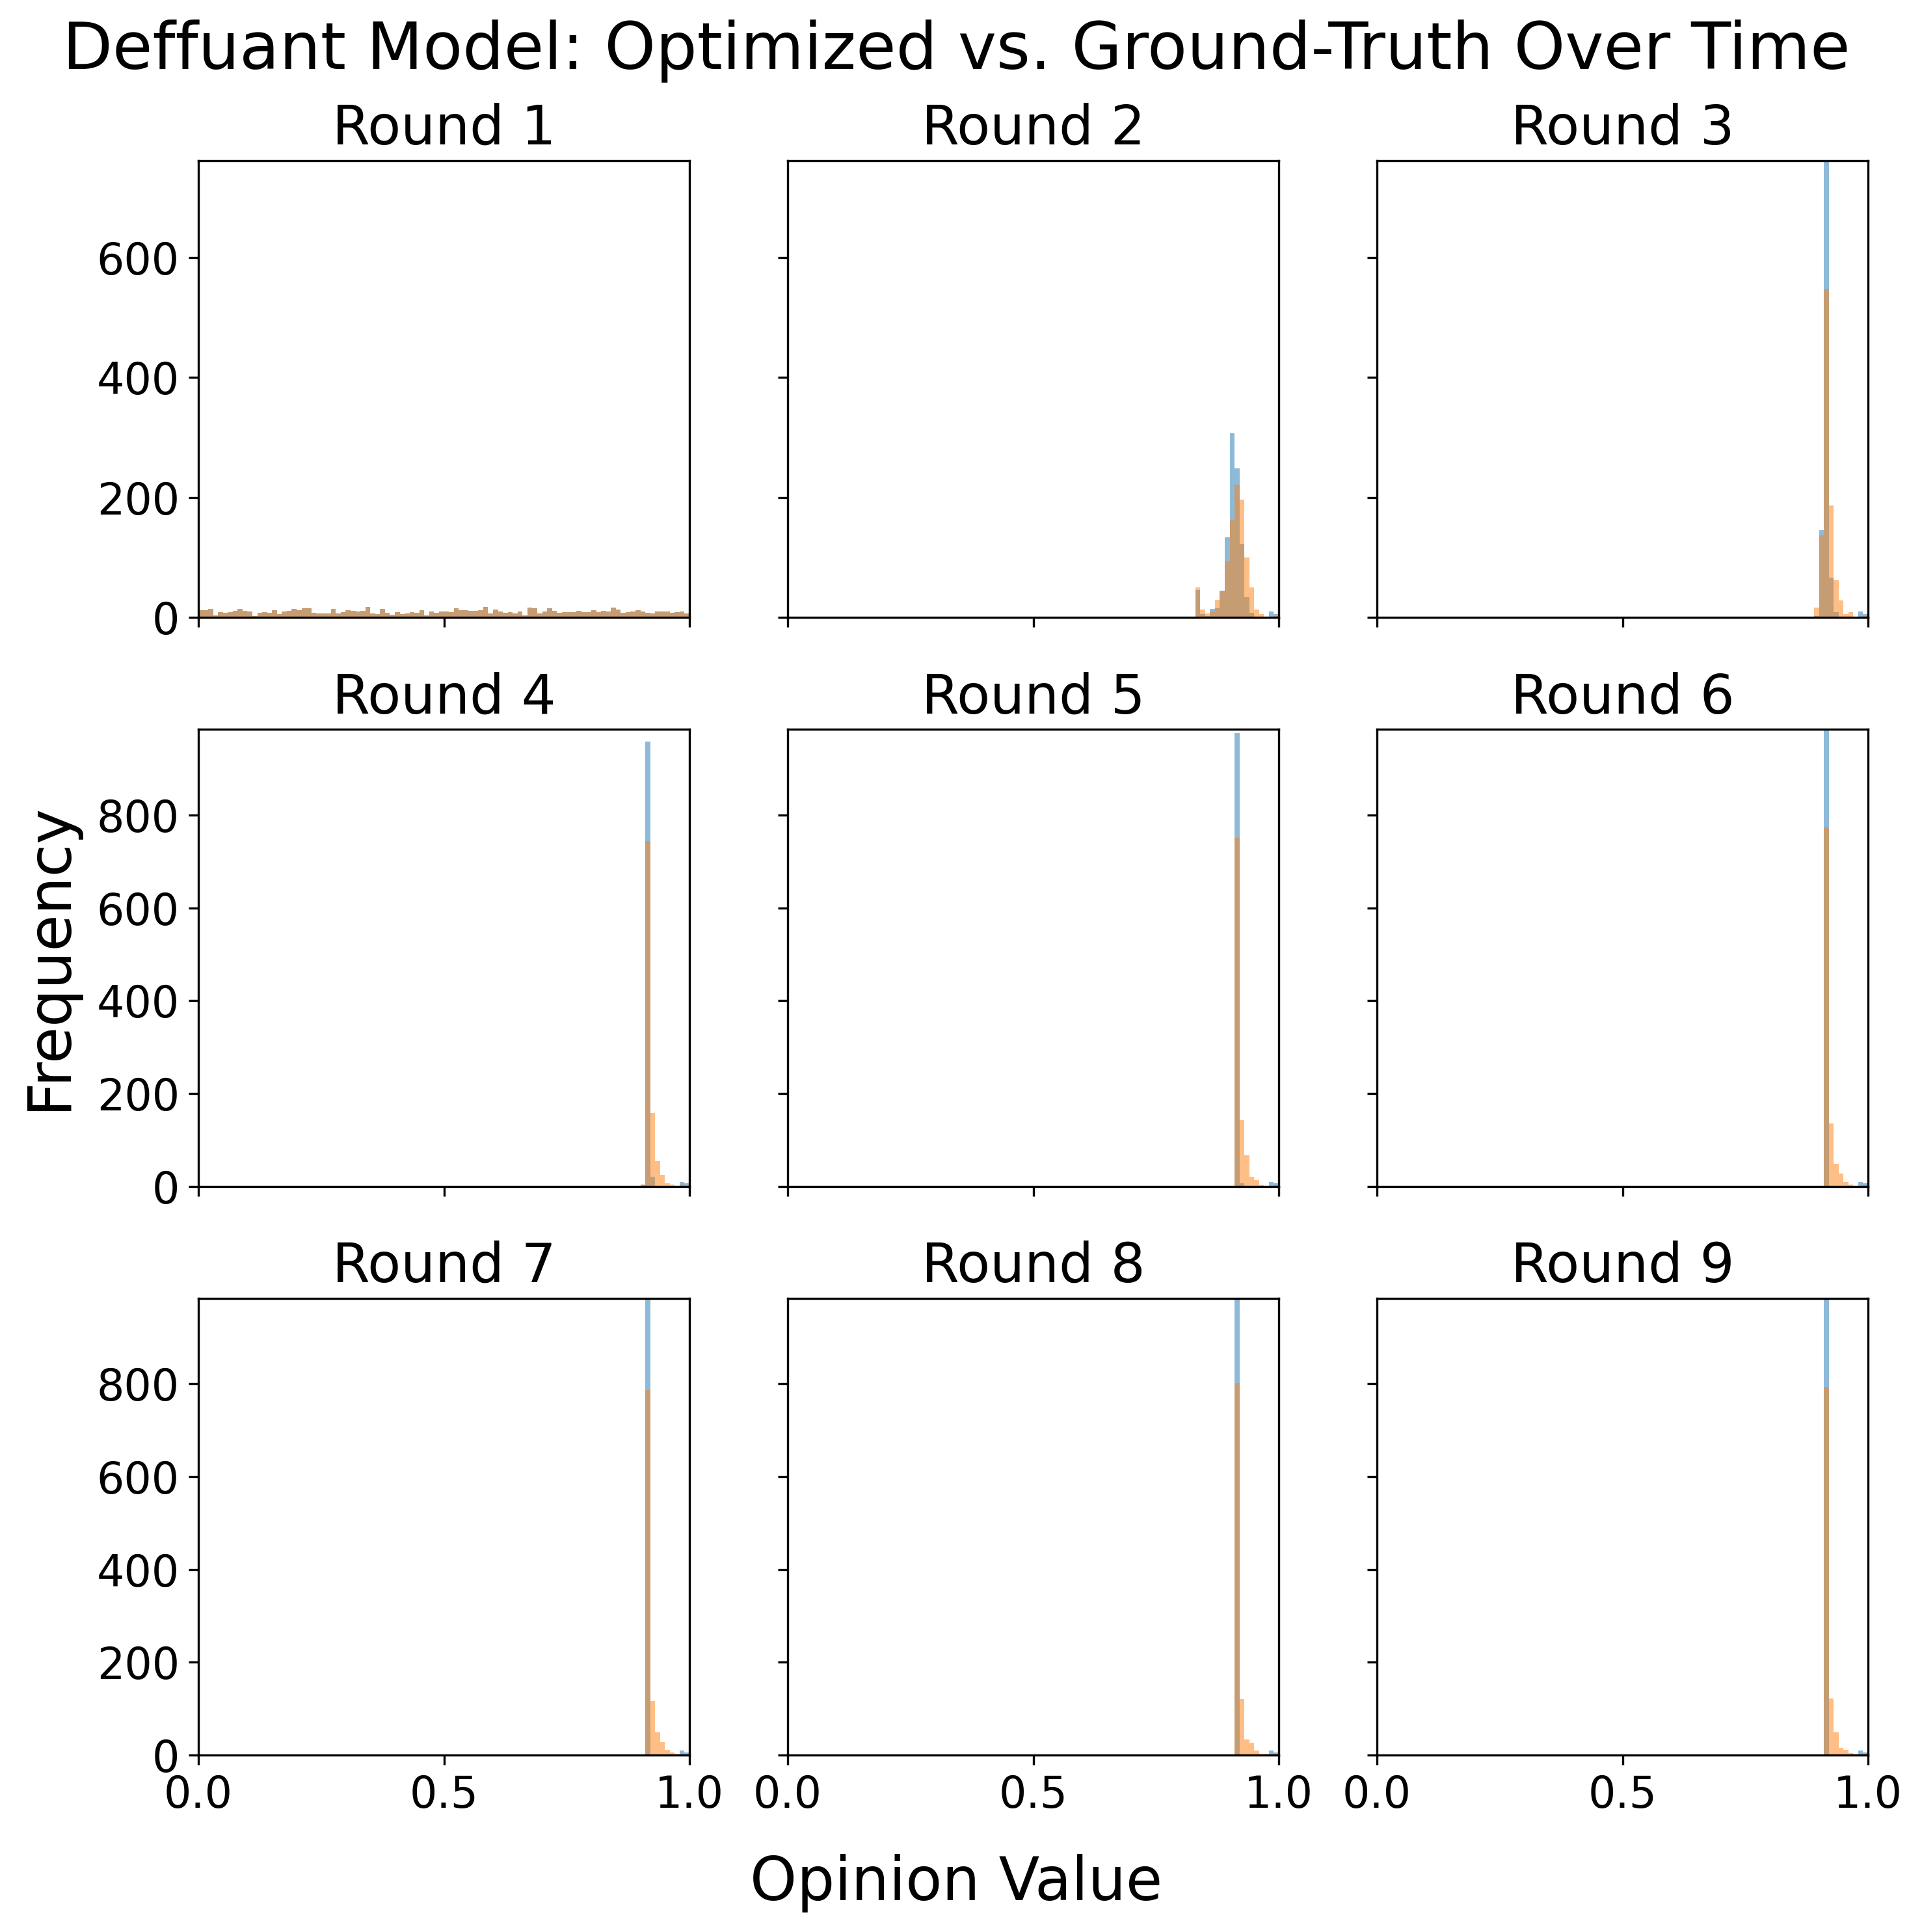 Deffuant Model: Optimized vs. Ground-Truth Over Time
Round 1
Round 2
Round 3
600
400
200
0
Round 4
Round 5
Round 6
Frequency
800
600
400
200
0
Round 7
Round 8
Round 9
800
600
400
200
0
0.0 0.5 1.0 0.0 0.5 1.0 0.0 0.5 1.0
Opinion Value